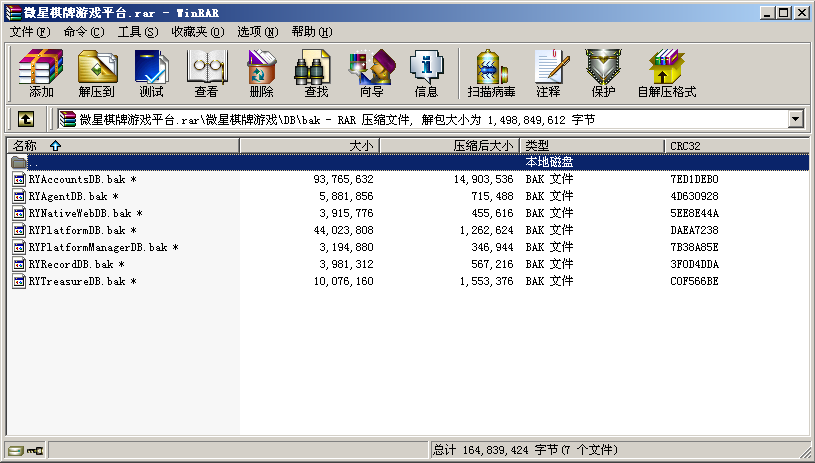 微星棋牌游戏平台.rar - WinRAR
文件(F) 命令(C) 工具(S) 收藏夹(O) 选项(N) 帮助(H)
添加 解压到 测试 查看 删除 查找 向导 信息 扫描病毒 注释 保护 自解压格式
微星棋牌游戏平台.rar\微星棋牌游戏\DB\bak - RAR 压缩文件, 解包大小为 1,498,849,612 字节
名称 大小 压缩后大小 类型 CRC32
.. 本地磁盘
RYAccountsDB.bak * 93,765,632 14,903,536 BAK 文件 7ED1DEB0
RYAgentDB.bak * 5,881,856 715,488 BAK 文件 4D630928
RYNativeWebDB.bak * 3,915,776 455,616 BAK 文件 5EE8E44A
RYPlatformDB.bak * 44,023,808 1,262,624 BAK 文件 DAEA7238
RYPlatformManagerDB.bak * 3,194,880 346,944 BAK 文件 7B38A85E
RYRecordDB.bak * 3,981,312 567,216 BAK 文件 3F0D4DDA
RYTreasureDB.bak * 10,076,160 1,553,376 BAK 文件 C0F566BE
总计 164,839,424 字节(7 个文件)